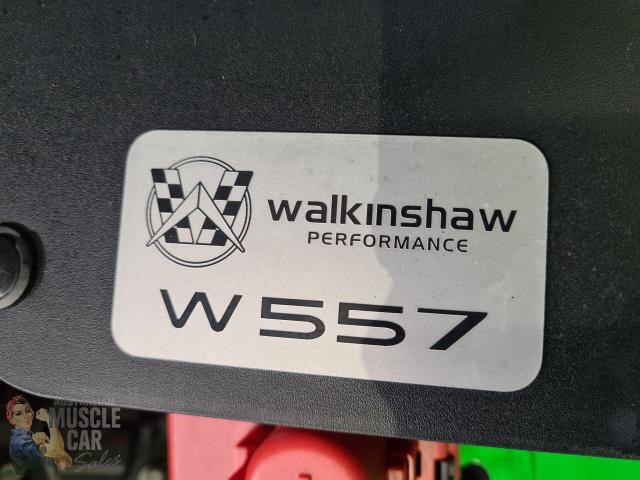 walkinshaw
PERFORMANCE
W557
AUSTRALIAN
MUSCLE
CAR
Sales